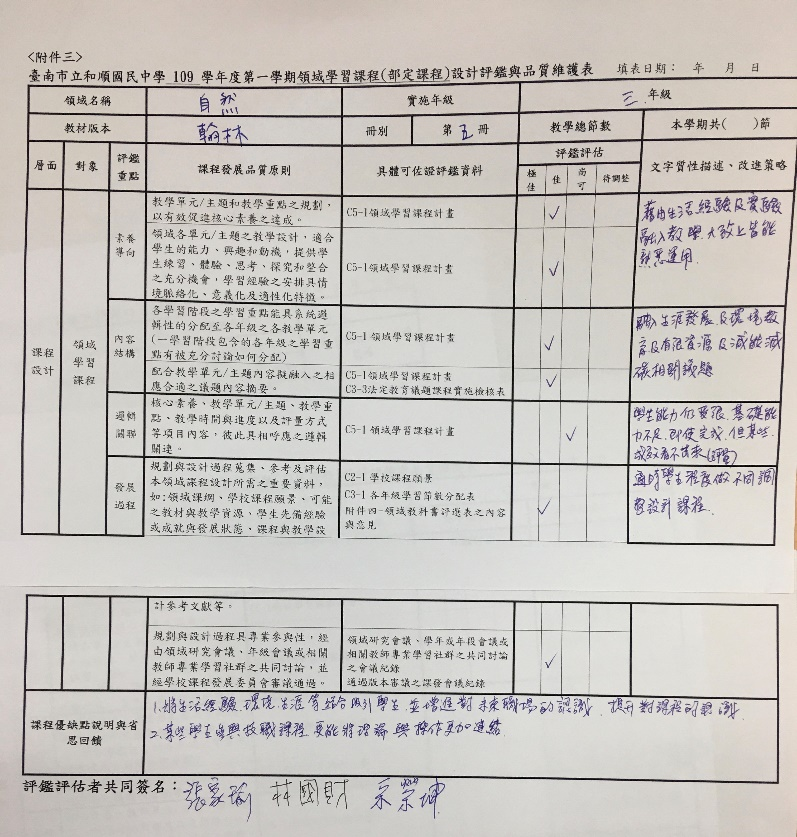 <附件三>
臺南市立和順國民中學 109 學年度第一學期領域學習課程(部定課程)設計評鑑與品質維護表 填表日期： 年 月 日
領域名稱 自然 實施年級 三 年級
教材版本 翰林 冊別 第五冊 教學總節數 本學期共( )節
層面 對象 評鑑重點 課程發展品質原則 具體可佐證評鑑資料 評鑑評估 文字質性描述、改進策略
極佳 佳 尚可 待調整
課程設計
領域學習課程
素養導向
教學單元/主題和教學重點之規劃，
以有效促進核心素養之達成。
C5-1領域學習課程計畫
✓
領域各單元/主題之教學設計，適合
學生的能力、興趣和動機，提供學
生練習、體驗、思考、探究和整合
之充分機會，學習經驗之安排具情
境脈絡化、意義化及適性化特徵。
C5-1領域學習課程計畫
✓
藉由生活經驗及實驗
融入教學大致上皆能
熟悉運用
內容結構
各學習階段之學習重點能具系統
邏輯性的分配至各年級之各教學單元
(一學習階段包含的各年級之學習重
點有被充分討論如何分配)
C5-1 領域學習課程計畫
✓
配合教學單元/主題內容擬融入之相
應合適之議題內容摘要。
C5-1領域學習課程計畫
C3-3法定教育議題課程實施檢核表
✓
融入生涯發展及環境教
育及有限資源及減能減
碳相關議題
邏輯關聯
核心素養、教學單元/主題、教學重
點、教學時間與進度以及評量方式
等項目內容，彼此具相呼應之邏輯
關連。
C5-1 領域學習課程計畫
✓
學生能力仍受限,基礎能
力不足,即使完成,但某些
成效看不出來
發展過程
規劃與設計過程蒐集、參考及評估
本領域課程設計所需之重要資料，
如:領域課綱、學校課程願景、可能
之教材與教學資源、學生先備經驗
或成就與發展狀態、課程與教學設
C2-1 學校課程願景
C3-1 各年級學習節數分配表
附件四-領域教科書評選表之內容
與意見
✓
適時學生程度做不同調
整設計課程.
計參考文獻等。
規劃與設計過程具專業參與性，經
由領域研究會議、年級會議或相關
教師專業學習社群之共同討論，並
經學校課程發展委員會審議通過。
領域研究會議、學年或年段會議或
相關教師專業學習社群之共同討論
之會議紀錄
通過版本審議之課發會議紀錄
✓
課程優缺點說明與省思回饋
1.將生活經驗、環境、生涯等結合吸引學生並增進對未來職場的認識、提升對課程的認識
2.某些學生參與技職課程 要能將理論與操作更加連結.
評鑑評估者共同簽名：張家瑜 林國財 宋榮坤